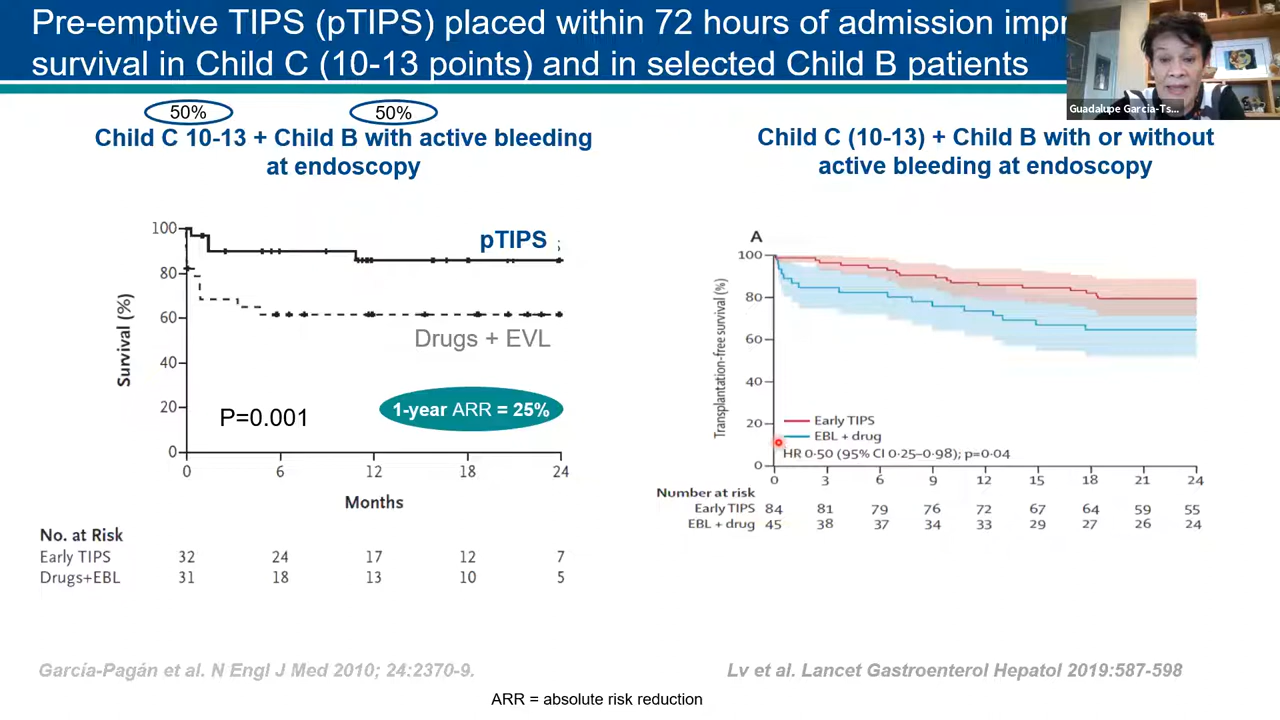 Pre-emptive TIPS (pTIPS) placed within 72 hours of admission
survival in Child C (10-13 points) and in selected Child B patients
Guadalupe Garcia-Ts...
50%
50%
Child C 10-13 + Child B with active bleeding
at endoscopy
100
80
60
40
20
0
Survival (%)
pTIPS
Drugs + EVL
1-year ARR = 25%
P=0.001
0 6 12 18 24
Months
No. at Risk
Early TIPS 32 24 17 12 7
Drugs+EBL 31 18 13 10 5
García-Pagán et al. N Engl J Med 2010; 24:2370-9.
Child C (10-13) + Child B with or without
active bleeding at endoscopy
A
100
80
60
40
20
0
Transplantation-free survival (%)
Early TIPS
EBL + drug
HR 0·50 (95% CI 0·25–0·98); p=0·04
0 3 6 9 12 15 18 21 24
Number at risk
Early TIPS 84 81 79 76 72 67 64 59 55
EBL + drug 45 38 37 34 33 29 27 26 24
Lv et al. Lancet Gastroenterol Hepatol 2019:587-598
ARR = absolute risk reduction